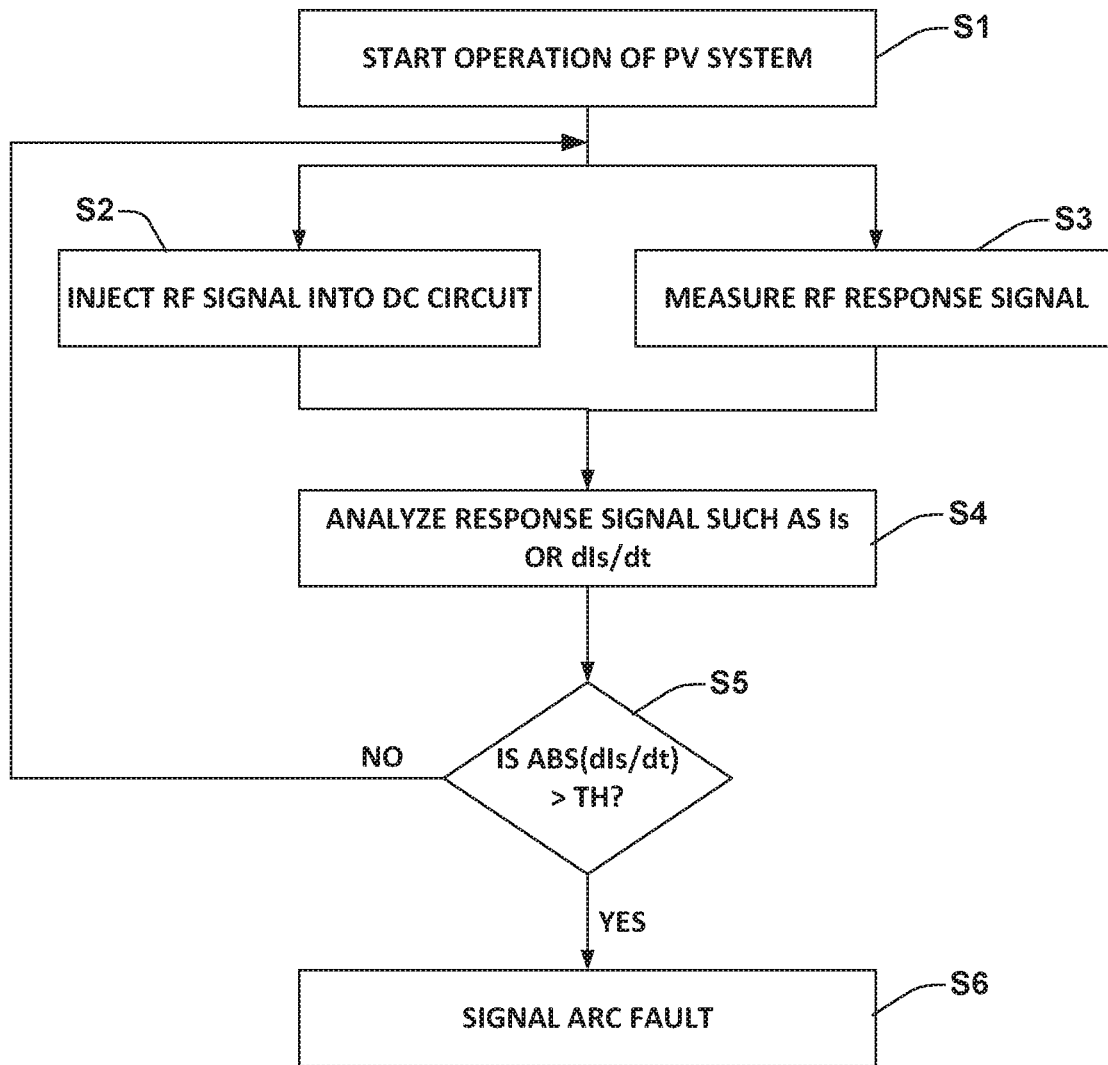 S1
START OPERATION OF PV SYSTEM
S2
S3
INJECT RF SIGNAL INTO DC CIRCUIT
MEASURE RF RESPONSE SIGNAL
S4
ANALYZE RESPONSE SIGNAL SUCH AS Is
OR dIs/dt
S5
NO
IS ABS(dIs/dt)
> TH?
YES
S6
SIGNAL ARC FAULT